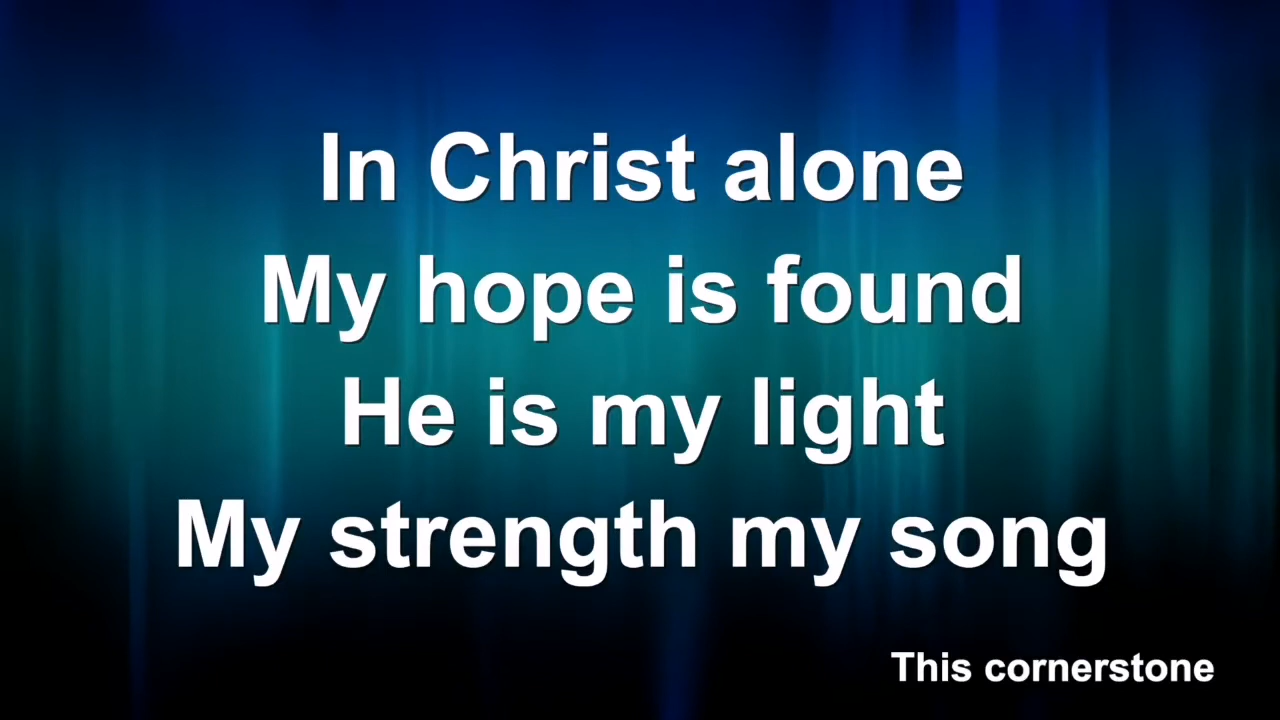 In Christ alone
My hope is found
He is my light
My strength my song
This cornerstone